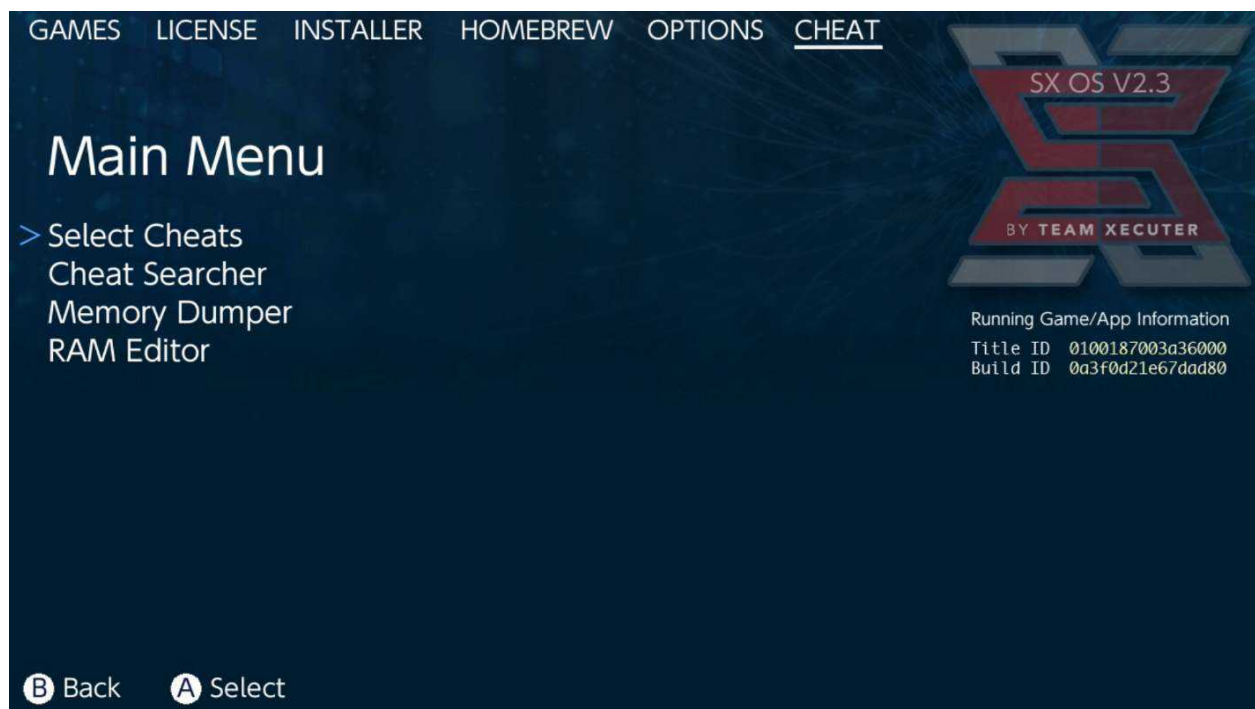 GAMES LICENSE INSTALLER HOMEBREW OPTIONS CHEAT
SX OS V2.3
BY TEAM XECUTER
Main Menu
> Select Cheats
Cheat Searcher
Memory Dumper
RAM Editor
Running Game/App Information
Title ID 0100187003a36000
Build ID 0a3f0d21e67dad80
B Back A Select